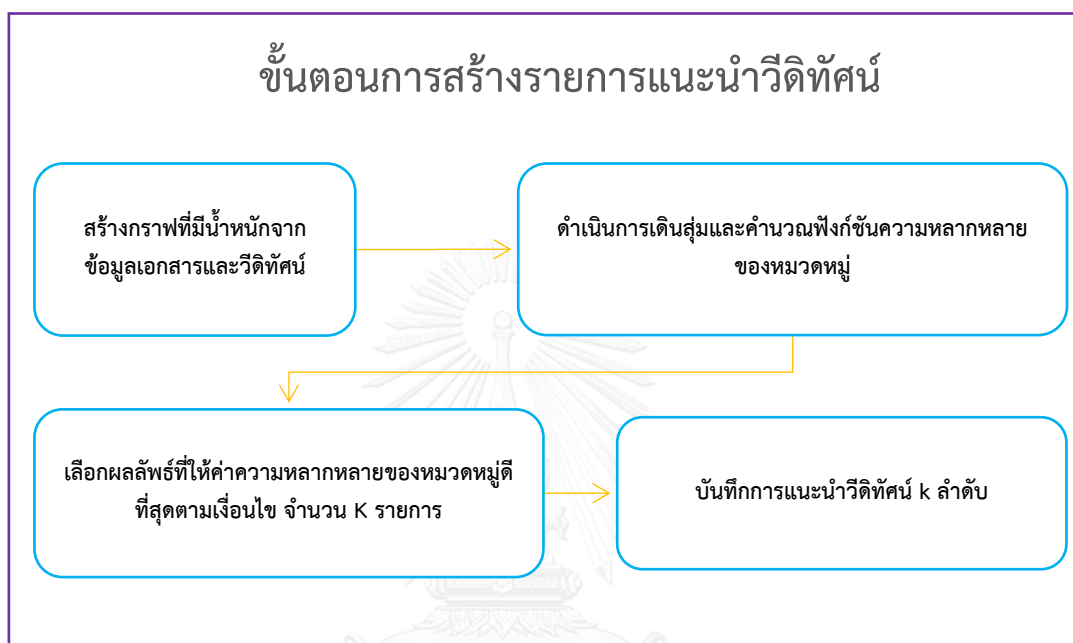 ขั้นตอนการสร้างรายการแนะนำวีดิทัศน์
สร้างกราฟที่มีน้ำหนักจาก
ข้อมูลเอกสารและวีดิทัศน์
ดำเนินการเดินสุ่มและคำนวณฟังก์ชันความหลากหลาย
ของหมวดหมู่
เลือกผลลัพธ์ที่ให้ค่าความหลากหลายของหมวดหมู่ดี
ที่สุดตามเงื่อนไข จำนวน K รายการ
บันทึกการแนะนำวีดิทัศน์ k ลำดับ